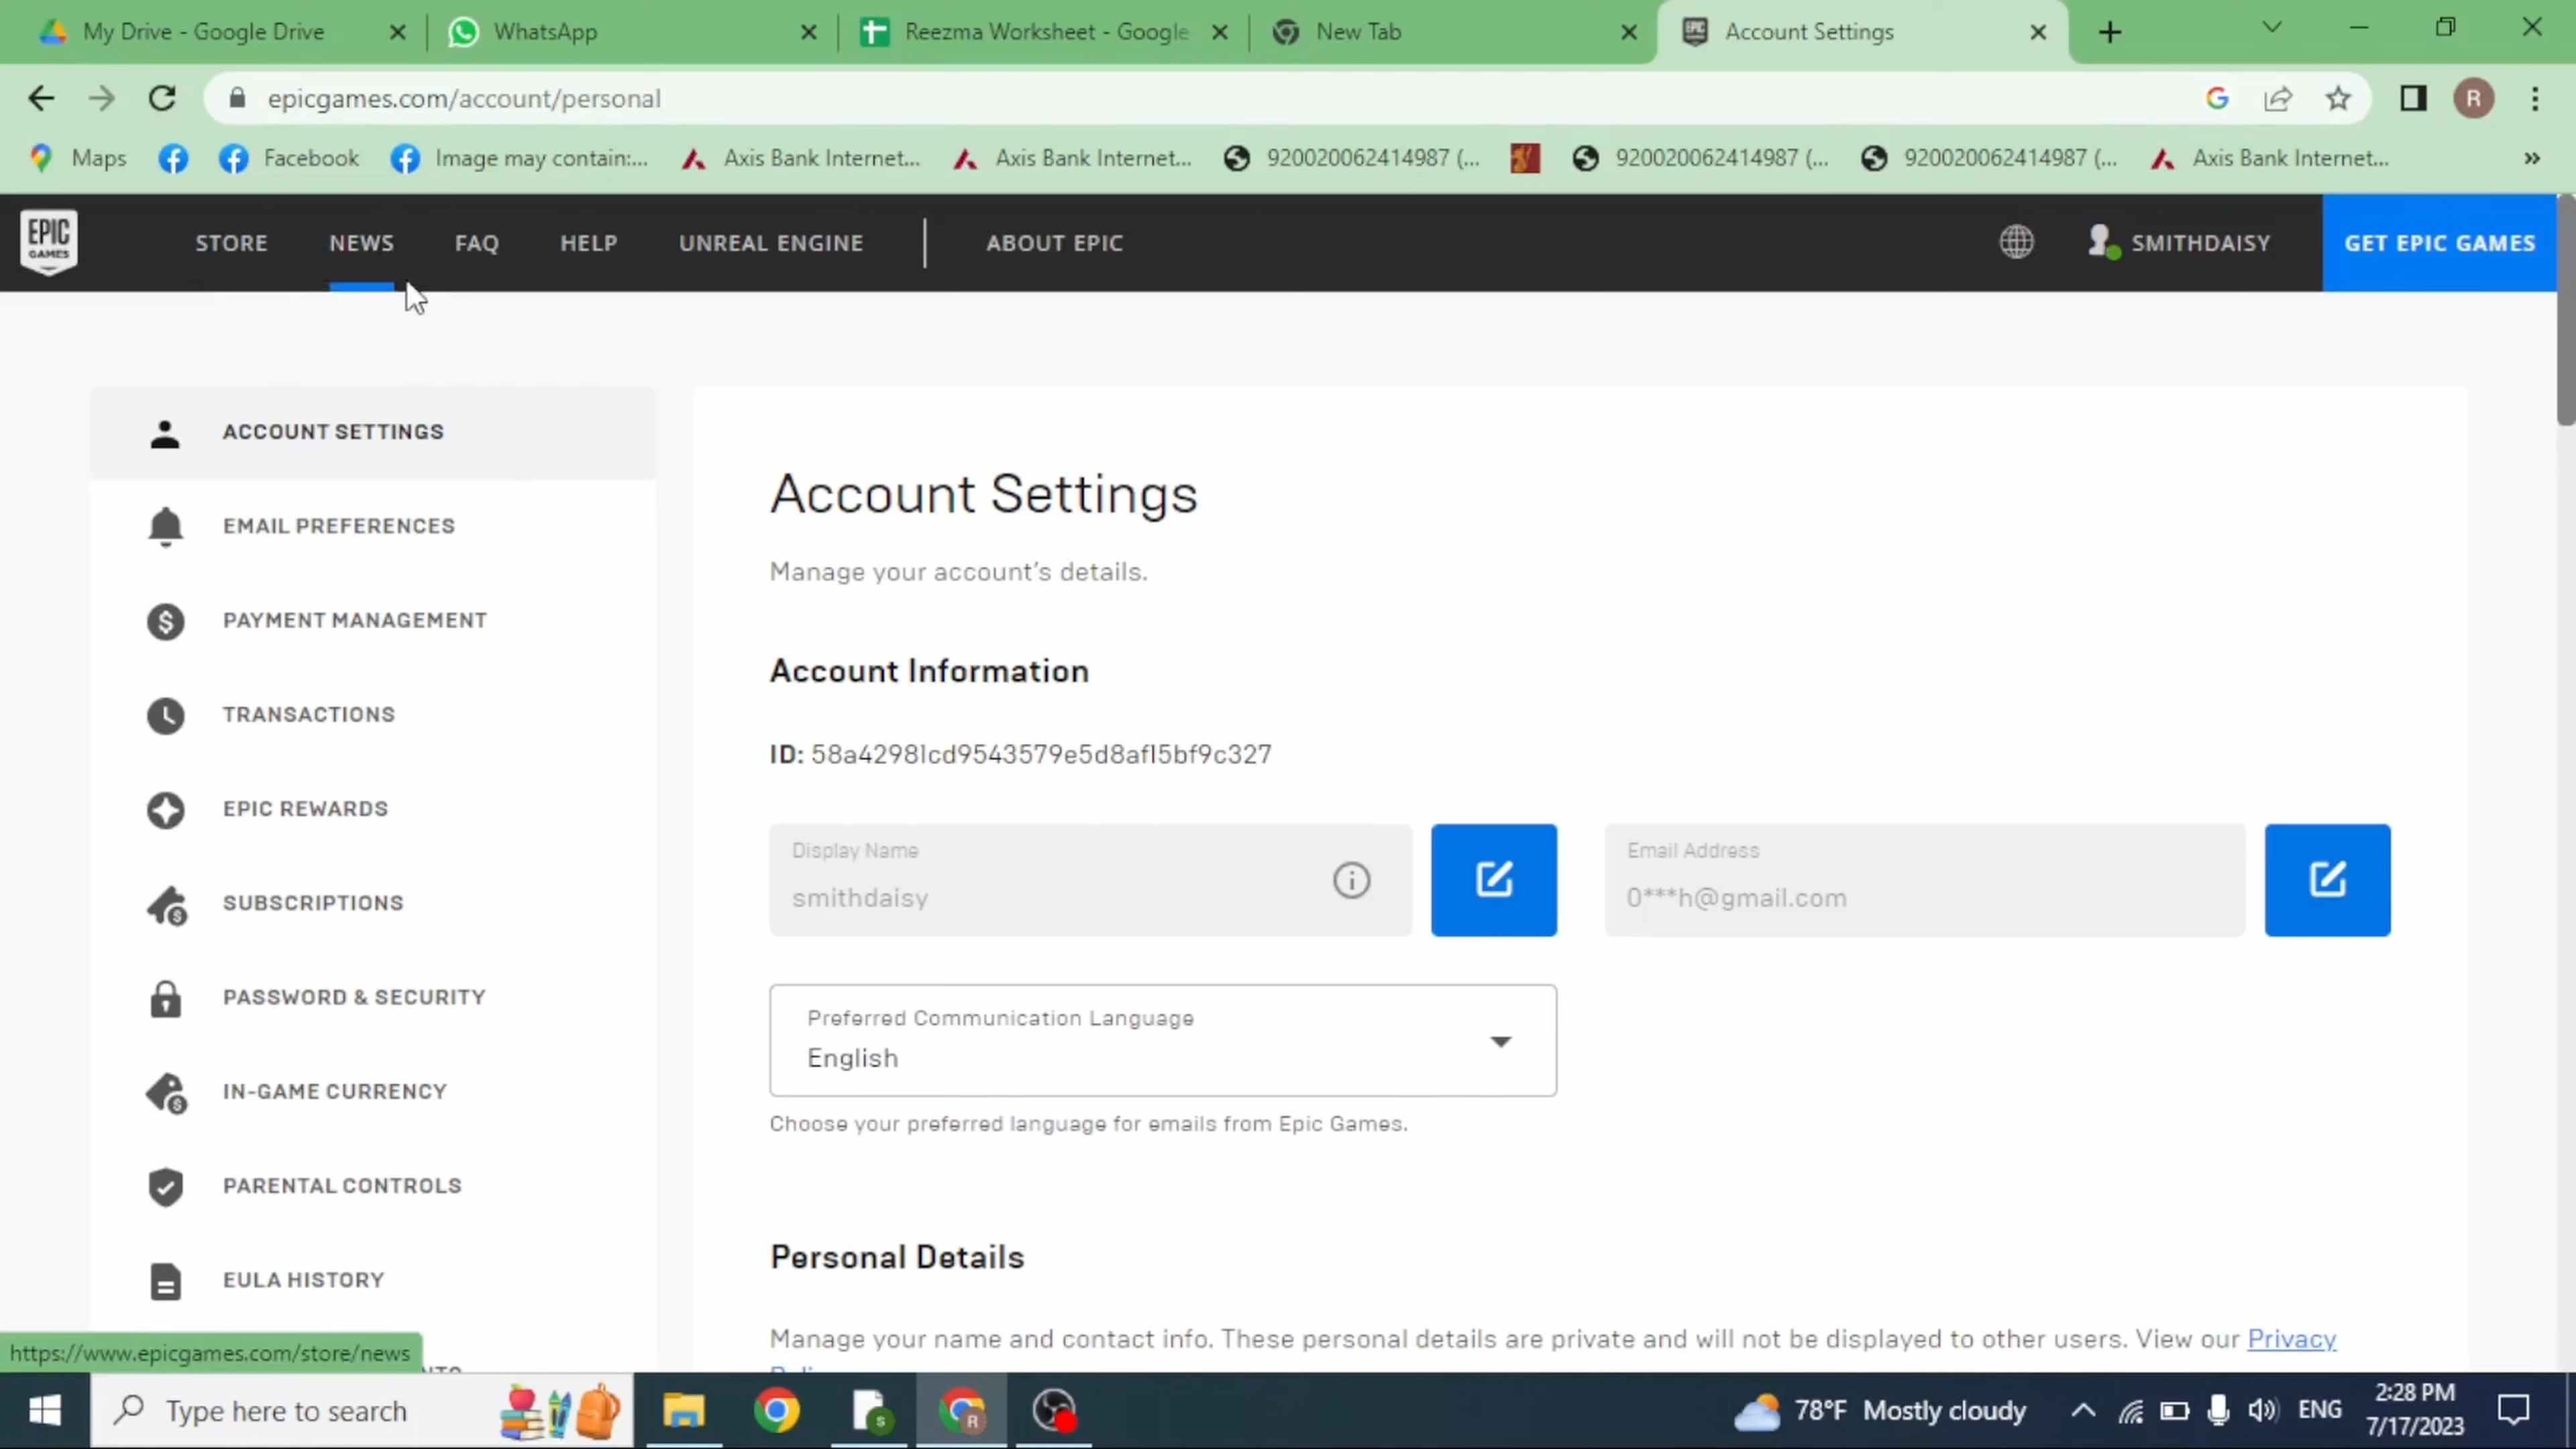 My Drive - Google Drive
WhatsApp
Reezma Worksheet - Google
New Tab
Account Settings
epicgames.com/account/personal
R
Maps
Facebook
Image may contain:...
Axis Bank Internet...
Axis Bank Internet...
920020062414987 (...
920020062414987 (...
920020062414987 (...
Axis Bank Internet...
»
EPIC
GAMES
STORE
NEWS
FAQ
HELP
UNREAL ENGINE
ABOUT EPIC
SMITHDAISY
GET EPIC GAMES
ACCOUNT SETTINGS
EMAIL PREFERENCES
PAYMENT MANAGEMENT
TRANSACTIONS
EPIC REWARDS
SUBSCRIPTIONS
PASSWORD & SECURITY
IN-GAME CURRENCY
PARENTAL CONTROLS
EULA HISTORY
Account Settings
Manage your account's details.
Account Information
ID: 58a42981cd9543579e5d8af15bf9c327
Display Name
smithdaisy
Email Address
0***h@gmail.com
Preferred Communication Language
English
Choose your preferred language for emails from Epic Games.
Personal Details
Manage your name and contact info. These personal details are private and will not be displayed to other users. View our Privacy
https://www.epicgames.com/store/news
Type here to search
78°F Mostly cloudy
ENG
2:28 PM
7/17/2023